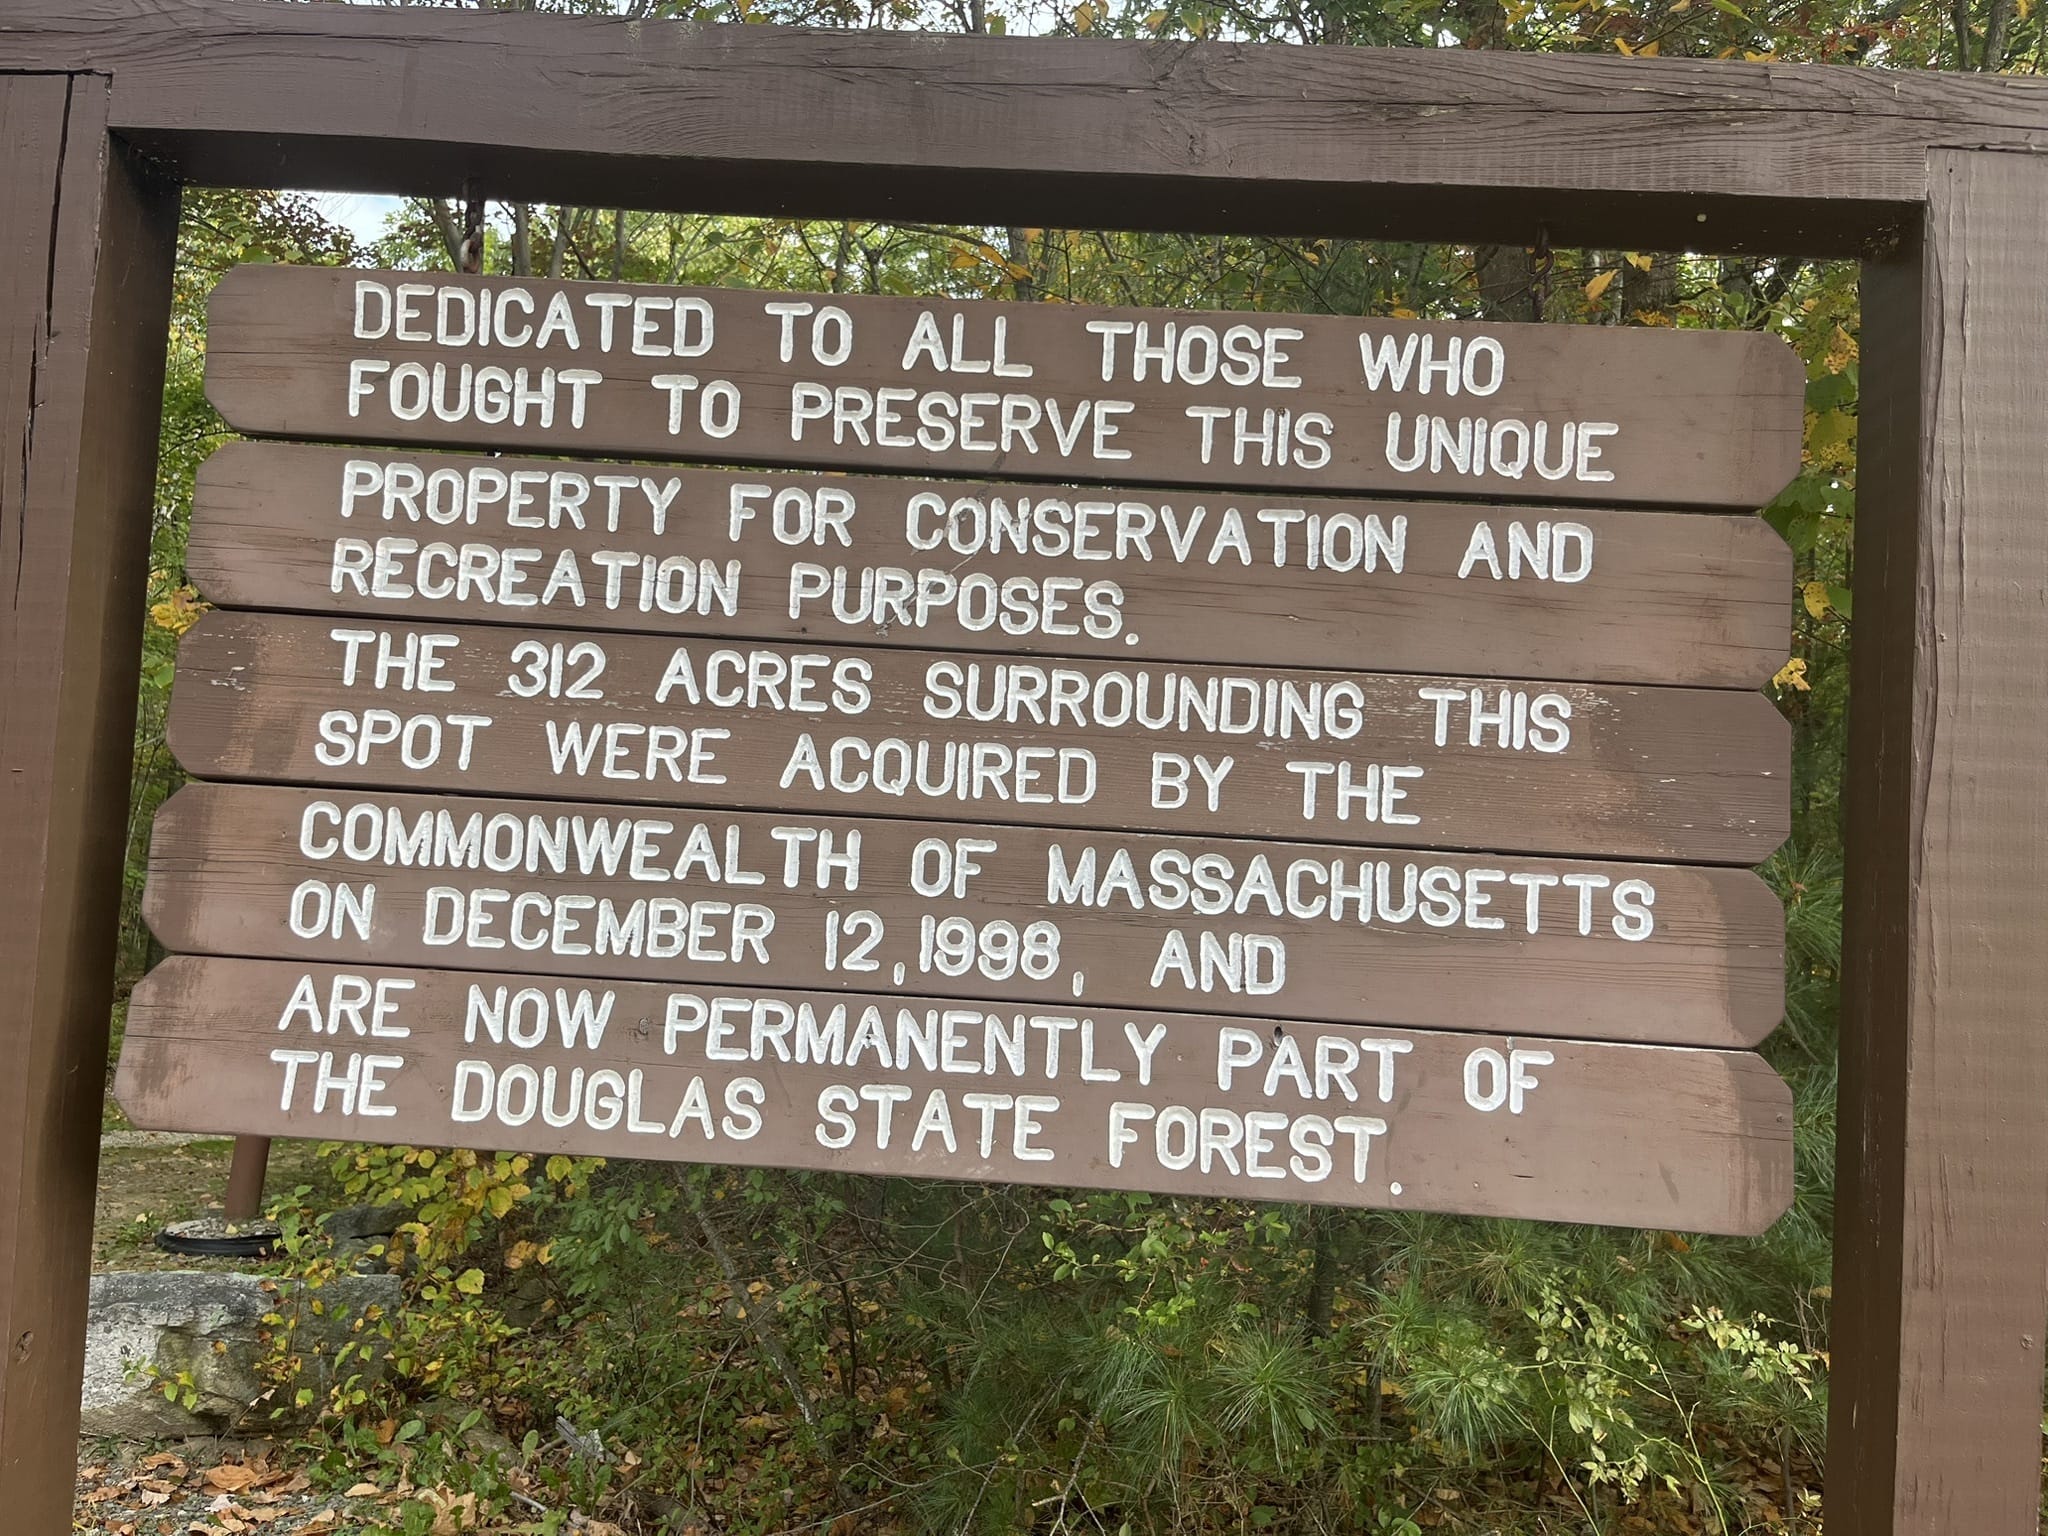 DEDICATED TO ALL THOSE WHO
FOUGHT TO PRESERVE THIS UNIQUE
PROPERTY FOR CONSERVATION AND
RECREATION PURPOSES.
THE 312 ACRES SURROUNDING THIS
SPOT WERE ACQUIRED BY THE
COMMONWEALTH OF MASSACHUSETTS
ON DECEMBER 12, 1998, AND
ARE NOW PERMANENTLY PART OF
THE DOUGLAS STATE FOREST.